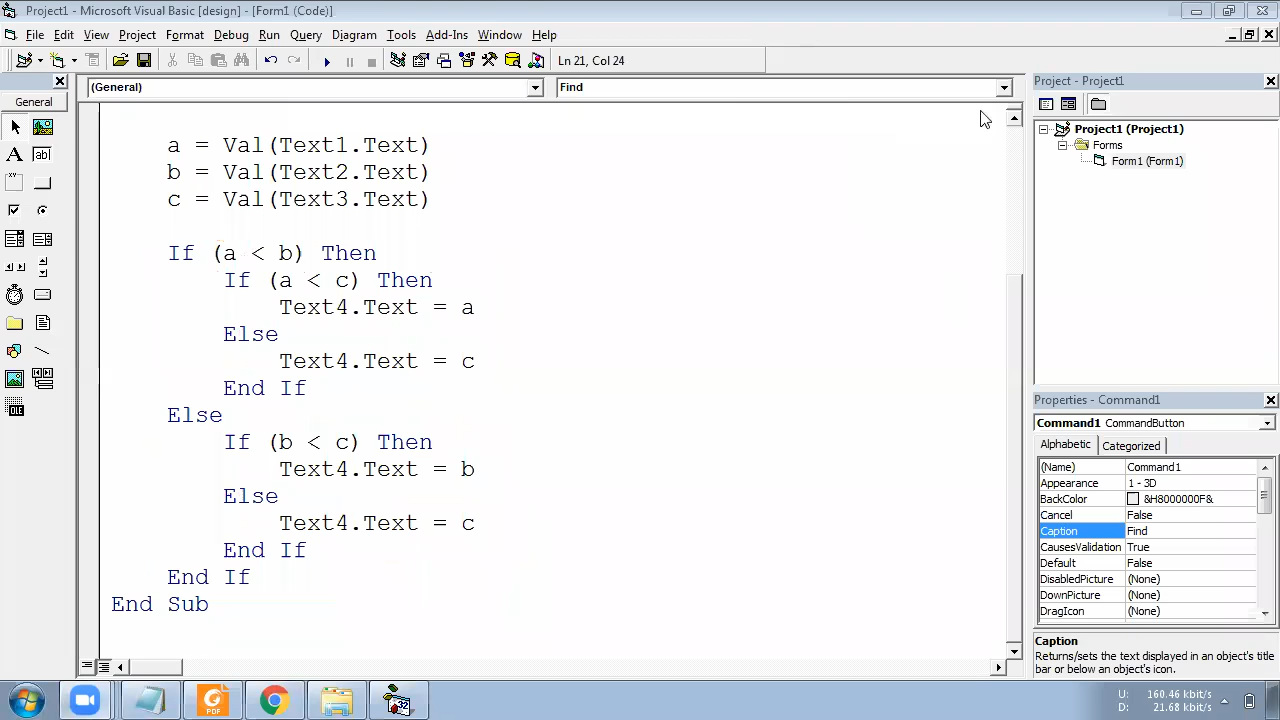 Project1 - Microsoft Visual Basic [design] - [Form1 (Code)]
File Edit View Project Format Debug Run Query Diagram Tools Add-Ins Window Help
Ln 21, Col 24
General
(General) Find
a = Val(Text1.Text)
b = Val(Text2.Text)
c = Val(Text3.Text)
If (a < b) Then
If (a < c) Then
Text4.Text = a
Else
Text4.Text = c
End If
Else
If (b < c) Then
Text4.Text = b
Else
Text4.Text = c
End If
End If
End Sub
Project - Project1
Project1 (Project1)
Forms
Form1 (Form1)
Properties - Command1
Command1 CommandButton
Alphabetic Categorized
(Name) Command1
Appearance 1 - 3D
BackColor &H8000000F&
Cancel False
Caption Find
CausesValidation True
Default False
DisabledPicture (None)
DownPicture (None)
DragIcon (None)
Caption
Returns/sets the text displayed in an object's title
bar or below an object's icon.
U: 160.46 kbit/s
D: 21.68 kbit/s